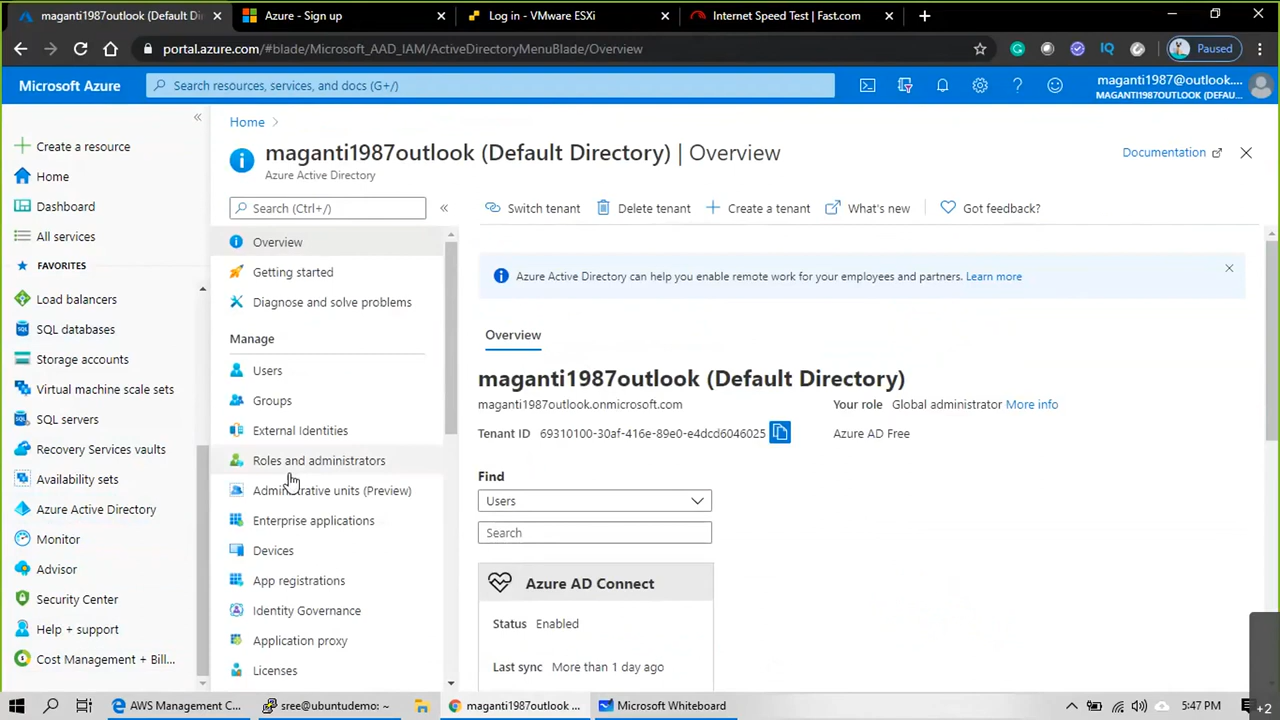 maganti1987outlook (Default Di
Azure - Sign up
Log in - VMware ESXi
Internet Speed Test | Fast.com
portal.azure.com/#blade/Microsoft_AAD_IAM/ActiveDirectoryMenuBlade/Overview
IQ
Paused
Microsoft Azure
Search resources, services, and docs (G+/)
maganti1987@outlook....
MAGANTI1987OUTLOOK (DEFAU...
Create a resource
Home
Dashboard
All services
FAVORITES
Load balancers
SQL databases
Storage accounts
Virtual machine scale sets
SQL servers
Recovery Services vaults
Availability sets
Azure Active Directory
Monitor
Advisor
Security Center
Help + support
Cost Management + Bill...
Home >
maganti1987outlook (Default Directory) | Overview
Azure Active Directory
Documentation
Search (Ctrl+/)
Overview
Getting started
Diagnose and solve problems
Manage
Users
Groups
External Identities
Roles and administrators
Administrative units (Preview)
Enterprise applications
Devices
App registrations
Identity Governance
Application proxy
Licenses
Switch tenant
Delete tenant
Create a tenant
What's new
Got feedback?
Azure Active Directory can help you enable remote work for your employees and partners. Learn more
Overview
maganti1987outlook (Default Directory)
maganti1987outlook.onmicrosoft.com
Tenant ID 69310100-30af-416e-89e0-e4dcd6046025
Your role Global administrator More info
Azure AD Free
Find
Users
Search
Azure AD Connect
Status Enabled
Last sync More than 1 day ago
AWS Management C...
sree@ubuntudemo: ~
maganti1987outlook ...
Microsoft Whiteboard
5:47 PM
+2